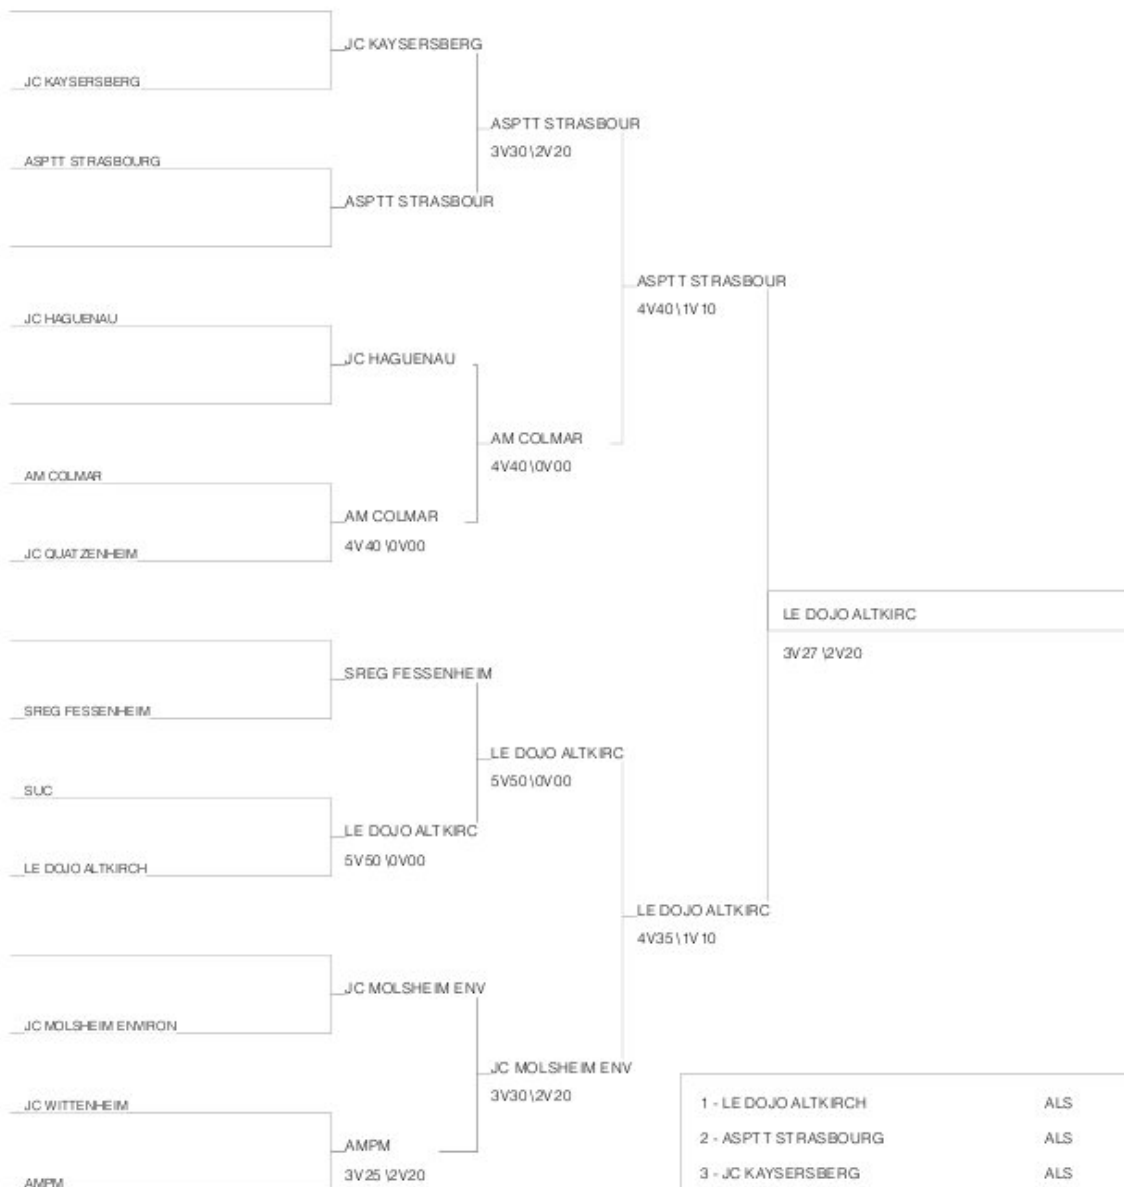 JC KAYSERSBERG
JC KAYSERSBERG
ASPTT STRASBOUR
3V30\2V20
ASPTT STRASBOURG
ASPTT STRASBOUR
ASPTT STRASBOUR
4V40\1V10
JC HAGUENAU
JC HAGUENAU
AM COLMAR
4V40\0V00
AM COLMAR
AM COLMAR
4V40\0V00
JC QUATZENHEIM
LE DOJO ALTKIRC
3V27\2V20
SREG FESSENHEIM
SREG FESSENHEIM
LE DOJO ALTKIRC
5V50\0V00
SUC
LE DOJO ALTKIRC
5V50\0V00
LE DOJO ALTKIRCH
LE DOJO ALTKIRC
4V35\1V10
JC MOLSHEIM ENV
JC MOLSHEIM ENVIRON
JC MOLSHEIM ENV
3V30\2V20
JC WITTENHEIM
AMPM
3V25\2V20
AMPM
1 - LE DOJO ALTKIRCH ALS
2 - ASPTT STRASBOURG ALS
3 - JC KAYSERSBERG ALS